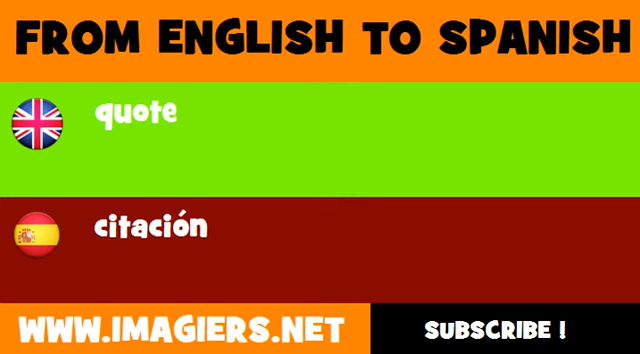 FROM ENGLISH TO SPANISH
quote
citación
WWW.IMAGIERS.NET
SUBSCRIBE !